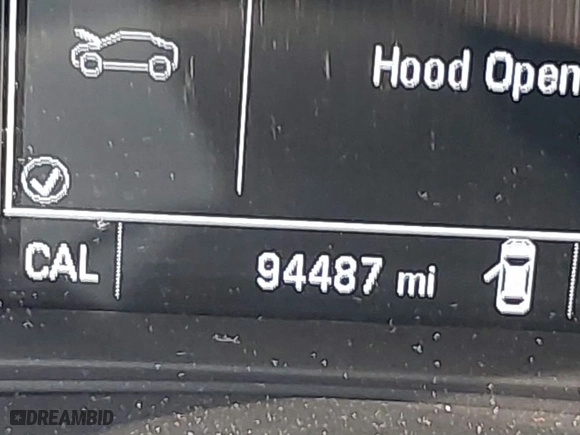 Hood Open
CAL
94487 mi
DREAMBID